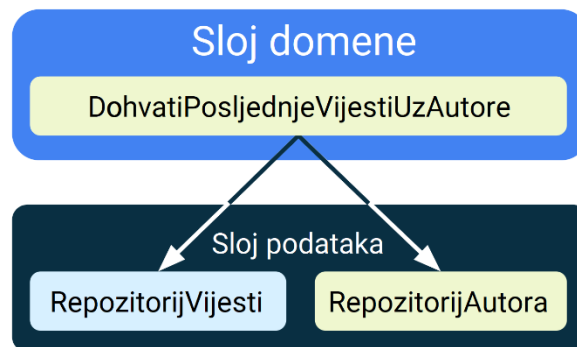 Sloj domene
DohvatiPosljednjeVijestiUzAutore
Sloj podataka
RepozitorijVijesti
RepozitorijAutora